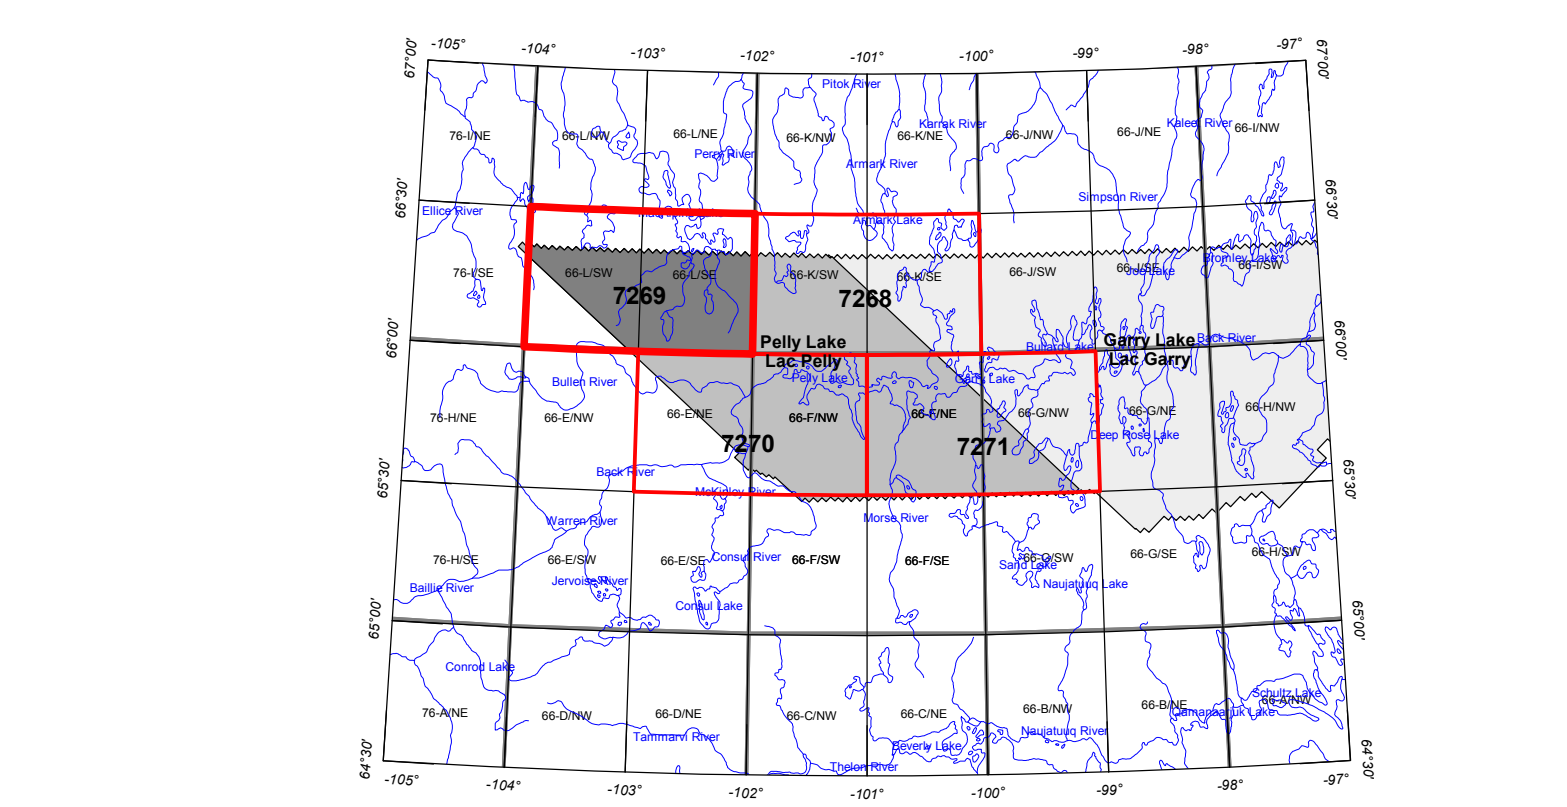 -105° -104° -103° -102° -101° -100° -99° -98° -97°
67°00' 67°00'
Pitok River
76-I/NE 66-L/NW 66-L/NE 66-K/NW 66-K/NE 66-J/NW 66-J/NE 66-I/NW
Karrak River
Kaleet River
Perry River
Armark River
66°30' 66°30'
Simpson River
Ellice River
Armark Lake
76-I/SE 66-L/SW 66-L/SE 66-K/SW 66-K/SE 66-J/SW 66-J/SE 66-I/SW
Bromley Lake
Joe Lake
7269 7268
66°00' 66°00'
Pelly Lake
Lac Pelly
Garry Lake
Lac Garry
Back River
Bullard Lake
Pelly Lake
Garry Lake
Bullen River
76-H/NE 66-E/NW 66-E/NE 66-F/NW 66-F/NE 66-G/NW 66-G/NE 66-H/NW
Deep Rose Lake
7270 7271
65°30' 65°30'
Back River
McKinley River
Morse River
Warren River
76-H/SE 66-E/SW 66-E/SE 66-F/SW 66-F/SE 66-G/SW 66-G/SE 66-H/SW
Consul River
Sand Lake
Baillie River
Jervoise River
Naujatuuq Lake
Consul Lake
65°00' 65°00'
Conrod Lake
Schultz Lake
76-A/NE 66-D/NW 66-D/NE 66-C/NW 66-C/NE 66-B/NW 66-B/NE 66-A/NW
Qamanaarjuk Lake
Tammarvi River
Naujatuuq River
Beverly Lake
Thelon River
64°30' 64°30'
-105° -104° -103° -102° -101° -100° -99° -98° -97°